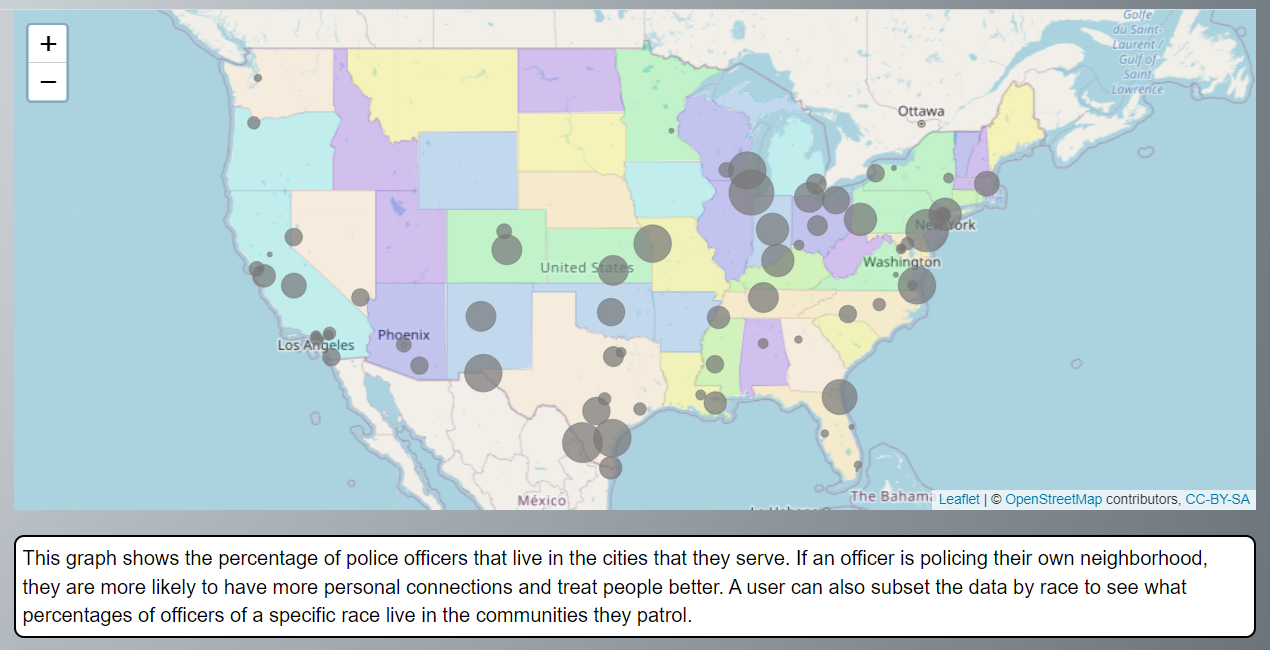 +
−
Golfe
du Saint-
Laurent /
Gulf of
Saint
Lawrence
Ottawa
New York
Washington
United States
Phoenix
Los Angeles
México
The Bahama
Leaflet | © OpenStreetMap contributors, CC-BY-SA
This graph shows the percentage of police officers that live in the cities that they serve. If an officer is policing their own neighborhood,
they are more likely to have more personal connections and treat people better. A user can also subset the data by race to see what
percentages of officers of a specific race live in the communities they patrol.